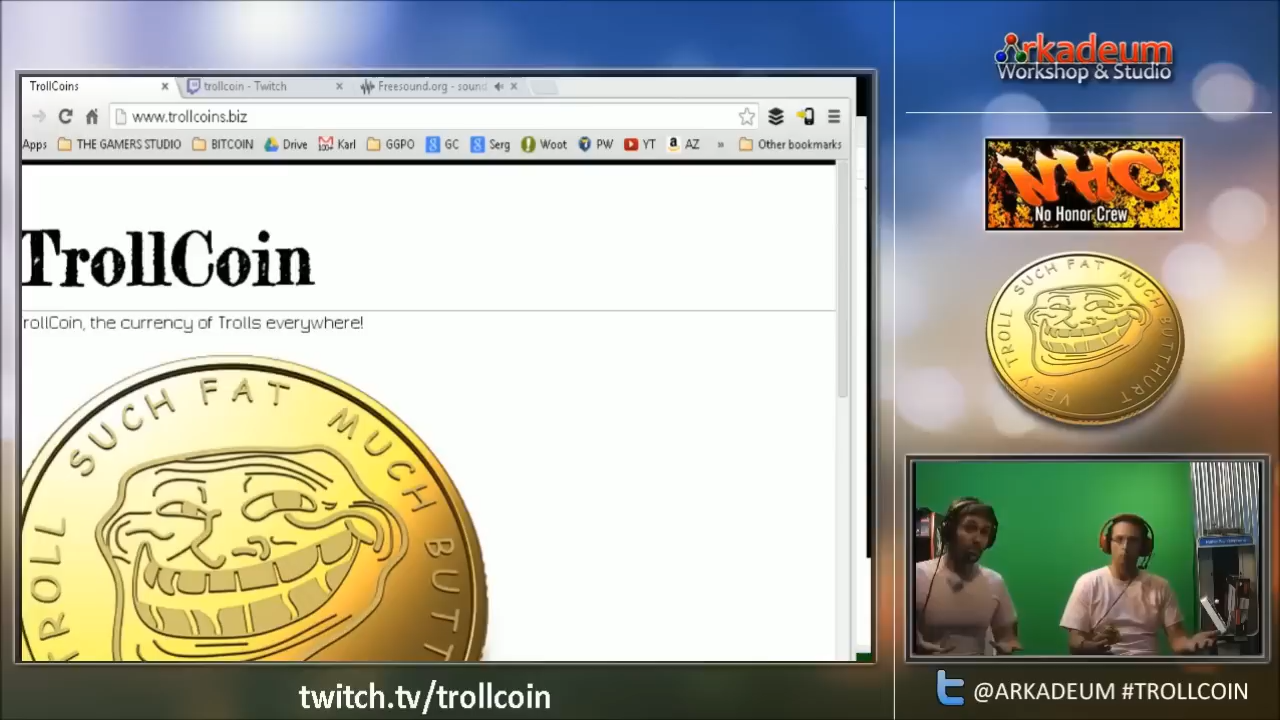 TrollCoins
trollcoin - Twitch
Freesound.org - sound
www.trollcoins.biz
Apps THE GAMERS STUDIO BITCOIN Drive Karl GGPO GC Serg Woot PW YT AZ » Other bookmarks
TrollCoin
rollCoin, the currency of Trolls everywhere!
TROLL SUCH FAT MUCH BUTT
twitch.tv/trollcoin
Arkadeum
Workshop & Studio
NHC
No Honor Crew
VERY TROLL SUCH FAT MUCH BUTTHURT
@ARKADEUM #TROLLCOIN